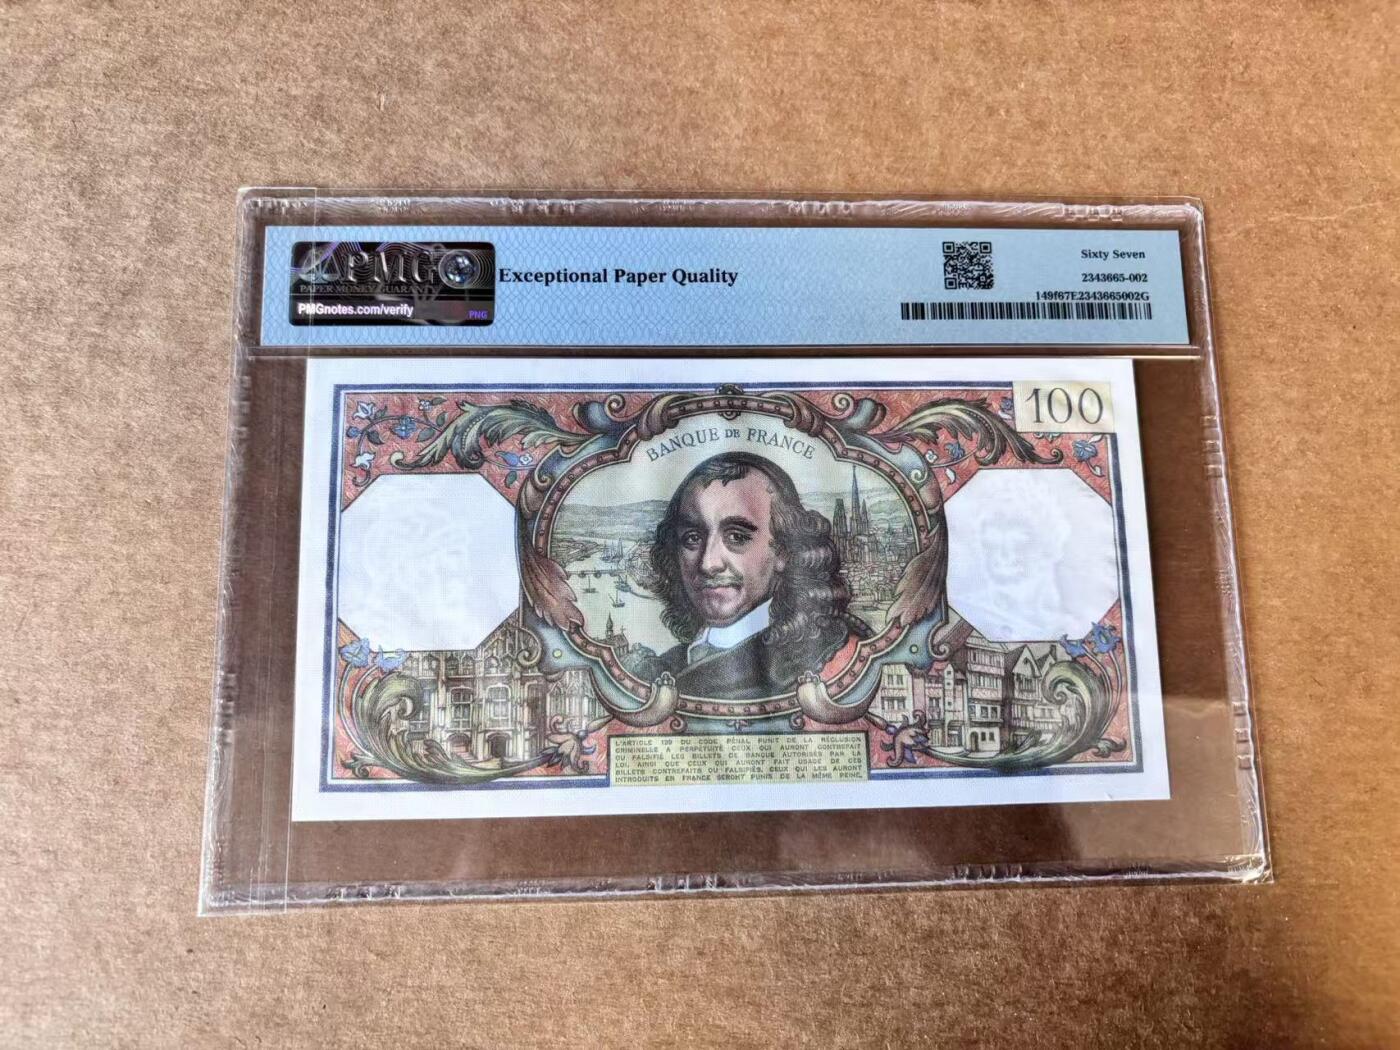 PMG
PAPER MONEY GUARANTY
PMGnotes.com/verify
PNG
Exceptional Paper Quality
Sixty Seven
2343665-002
149f67E2343665002G
100
BANQUE DE FRANCE
L'ARTICLE 139 DU CODE PÉNAL PUNIT DE LA RÉCLUSION
CRIMINELLE A PERPÉTUITÉ CEUX QUI AURONT CONTREFAIT
OU FALSIFIÉ LES BILLETS DE BANQUE AUTORISÉS PAR LA
LOI, AINSI QUE CEUX QUI AURONT FAIT USAGE DE CES
BILLETS CONTREFAITS OU FALSIFIÉS. CEUX QUI LES AURONT
INTRODUITS EN FRANCE SERONT PUNIS DE LA MÊME PEINE.